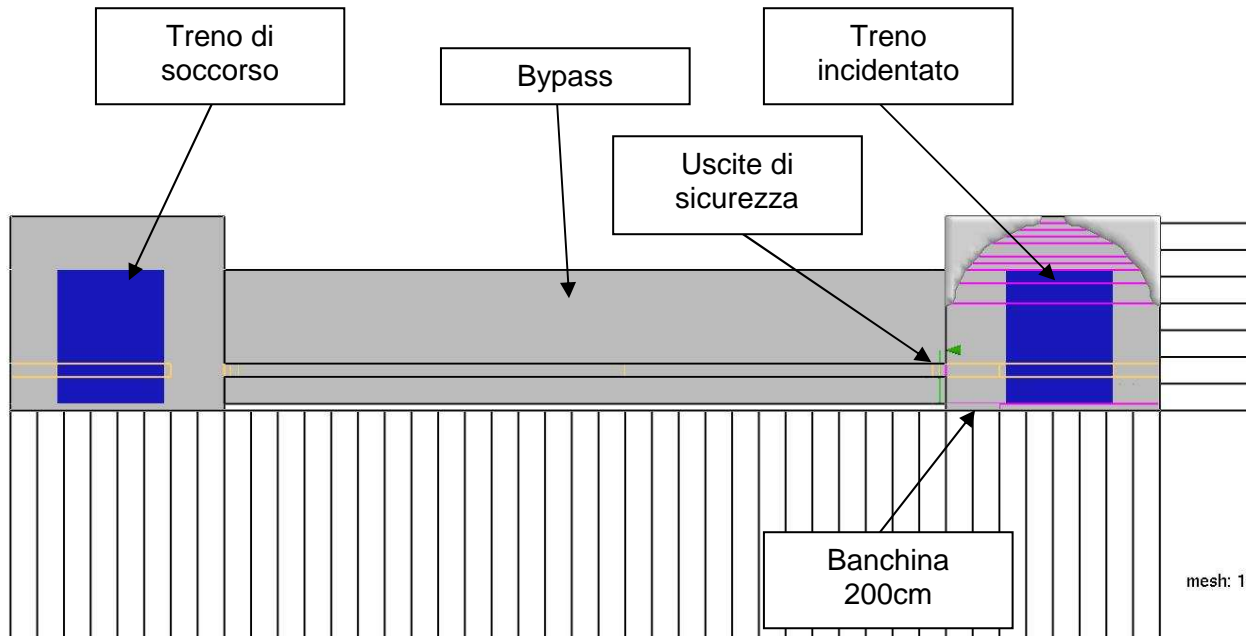 Treno di
soccorso
Bypass
Treno
incidentato
Uscite di
sicurezza
Banchina
200cm
mesh: 1